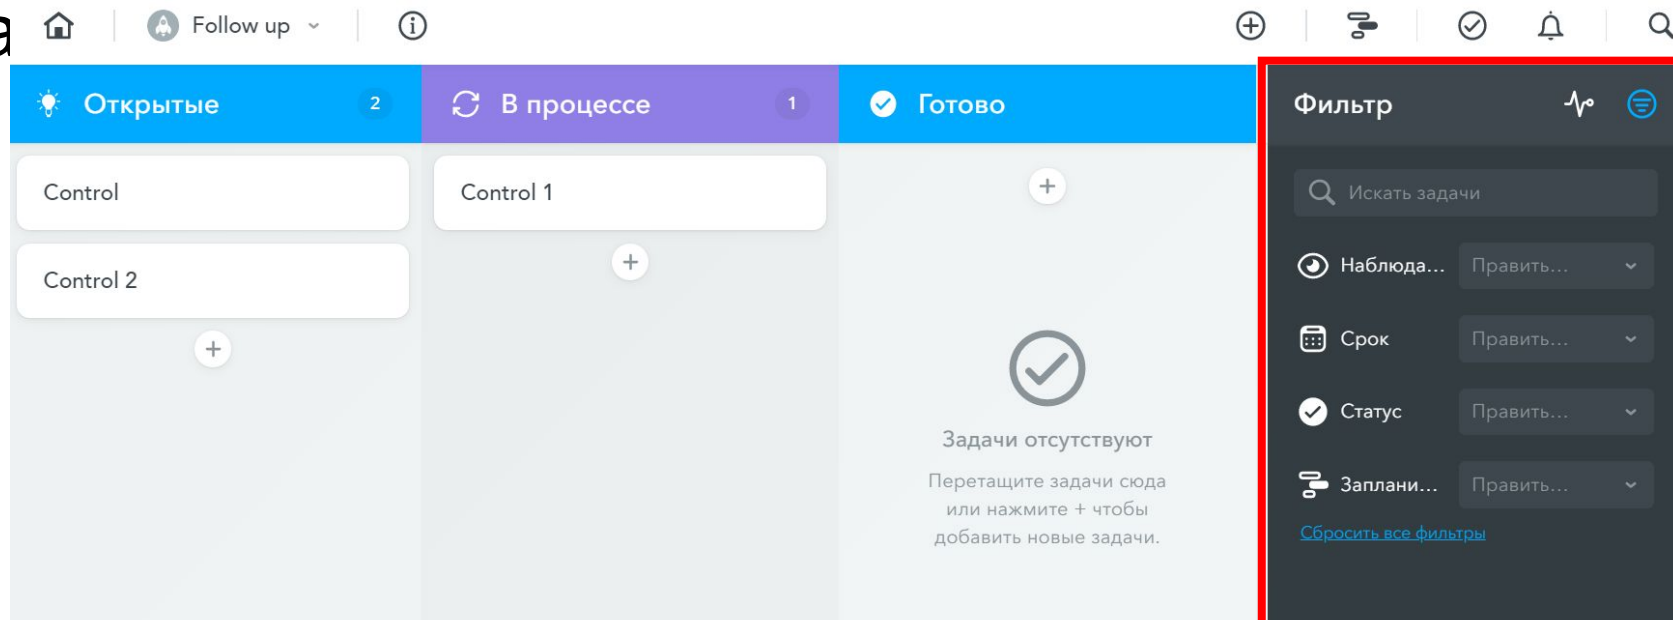 Follow up
Открытые 2
В процессе 1
Готово
Фильтр
Control
Control 2
Control 1
Задачи отсутствуют
Перетащите задачи сюда
или нажмите + чтобы
добавить новые задачи.
Искать задачи
Наблюда... Править...
Срок Править...
Статус Править...
Заплани... Править...
Сбросить все фильтры